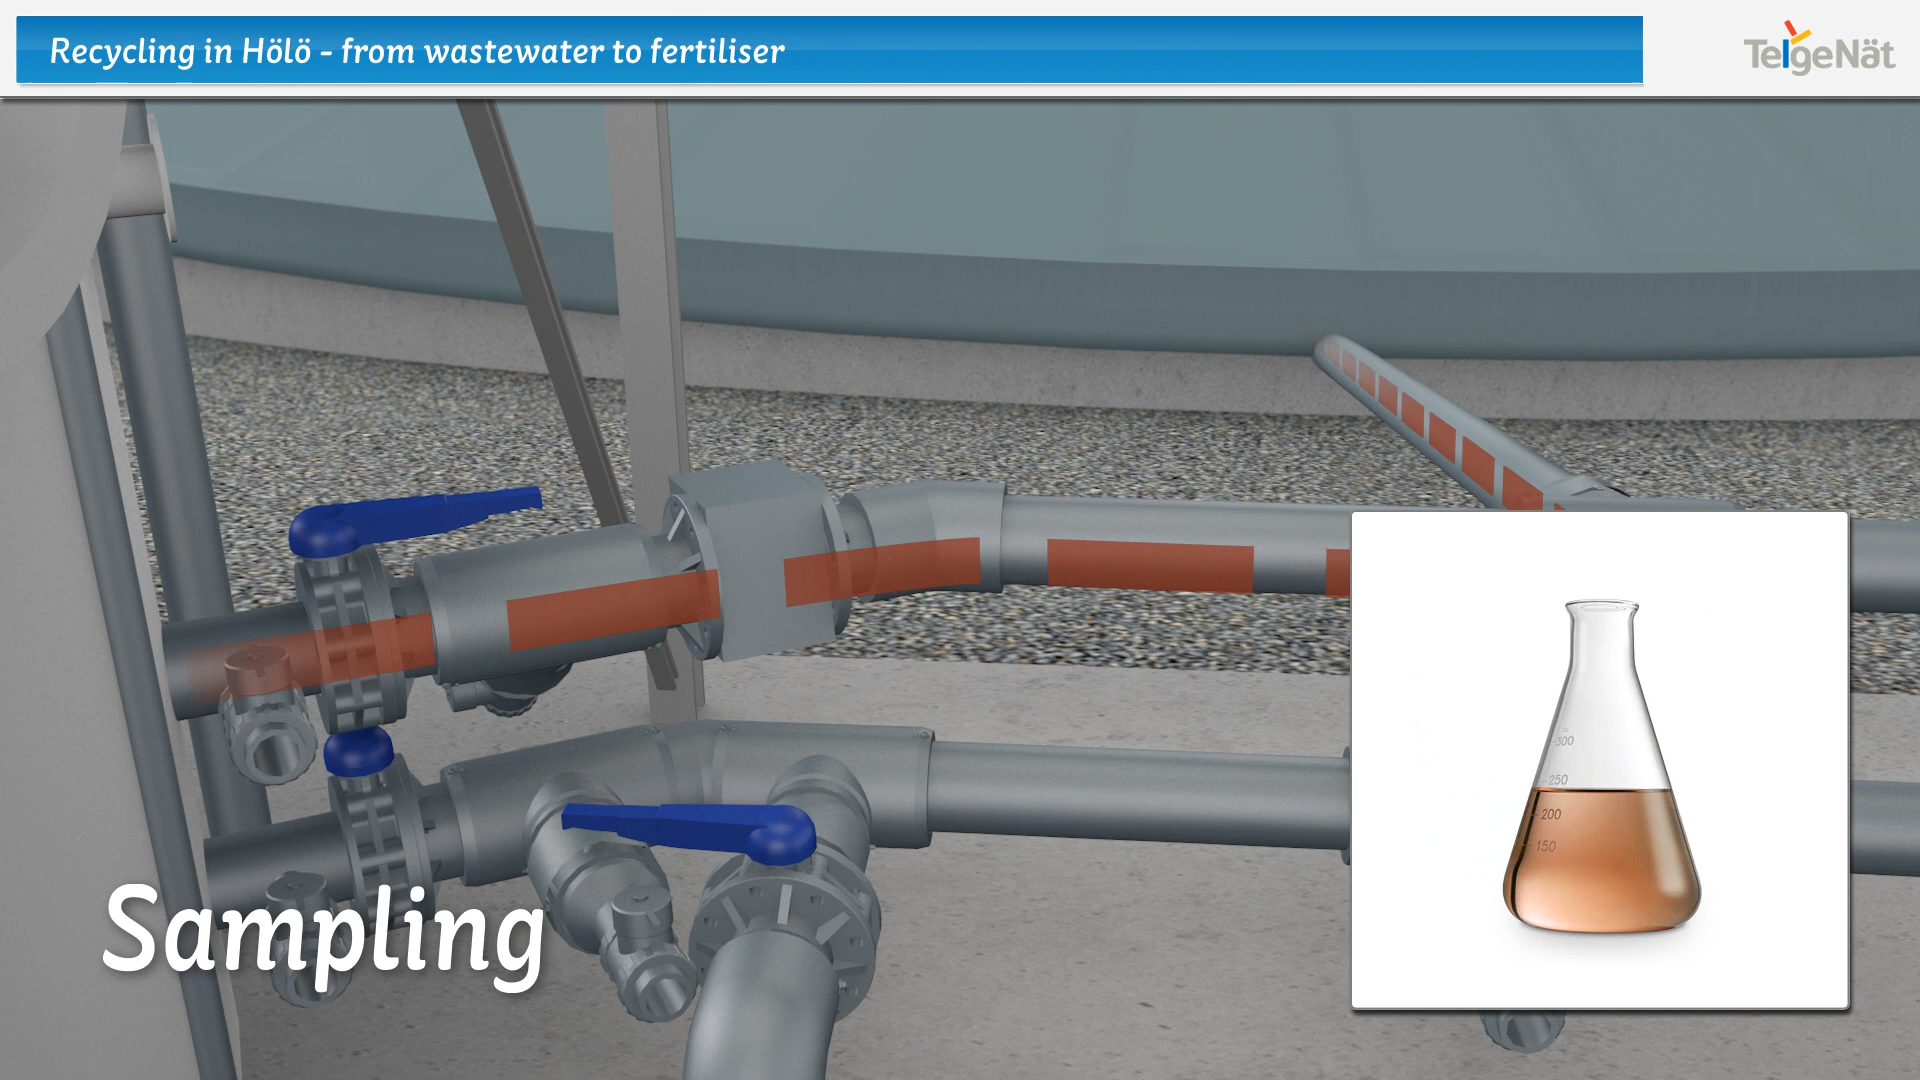 Recycling in Hölö - from wastewater to fertiliser
TelgeNät
300
250
200
150
Sampling